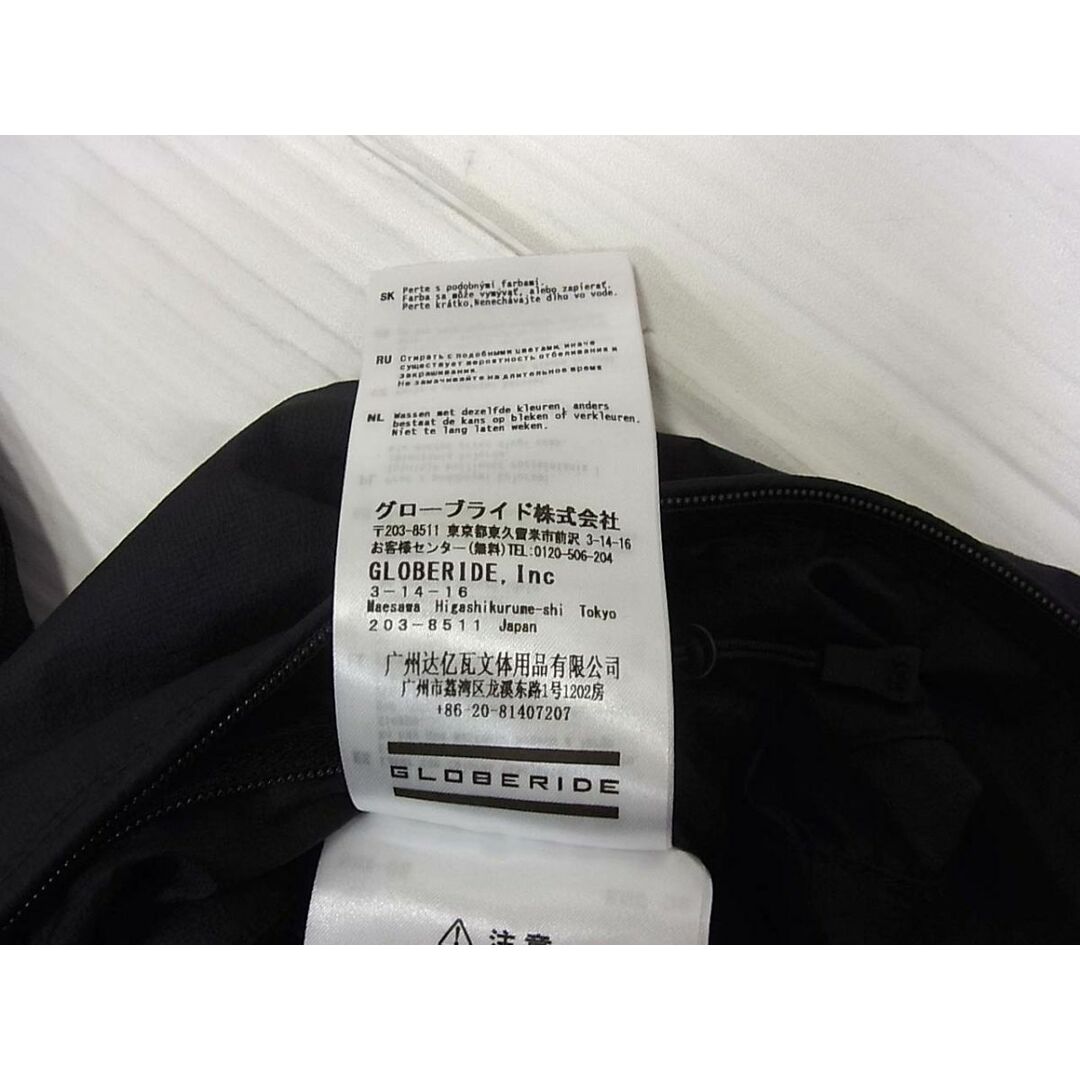 SK Perte s podobnými farbami.
Farba sa môže vymývať, alebo zapierať.
Perte krátko,Nenechávajte dlho vo vode.
RU Стирать с подобными цветами, иначе
существует вероятность отбеливания и
закрашивания.
Не замачивайте на длительное время
NL Wassen met dezelfde kleuren, anders
bestaat de kans op bleken of verkleuren.
Niet te lang laten weken.
グローブライド株式会社
〒203-8511 東京都東久留米市前沢 3-14-16
お客様センター(無料)TEL:0120-506-204
GLOBERIDE, Inc
3-14-16
Maesawa Higashikurume-shi Tokyo
203-8511 Japan
广州达亿瓦文体用品有限公司
广州市荔湾区龙溪东路1号1202房
+86-20-81407207
GLOBERIDE
注意